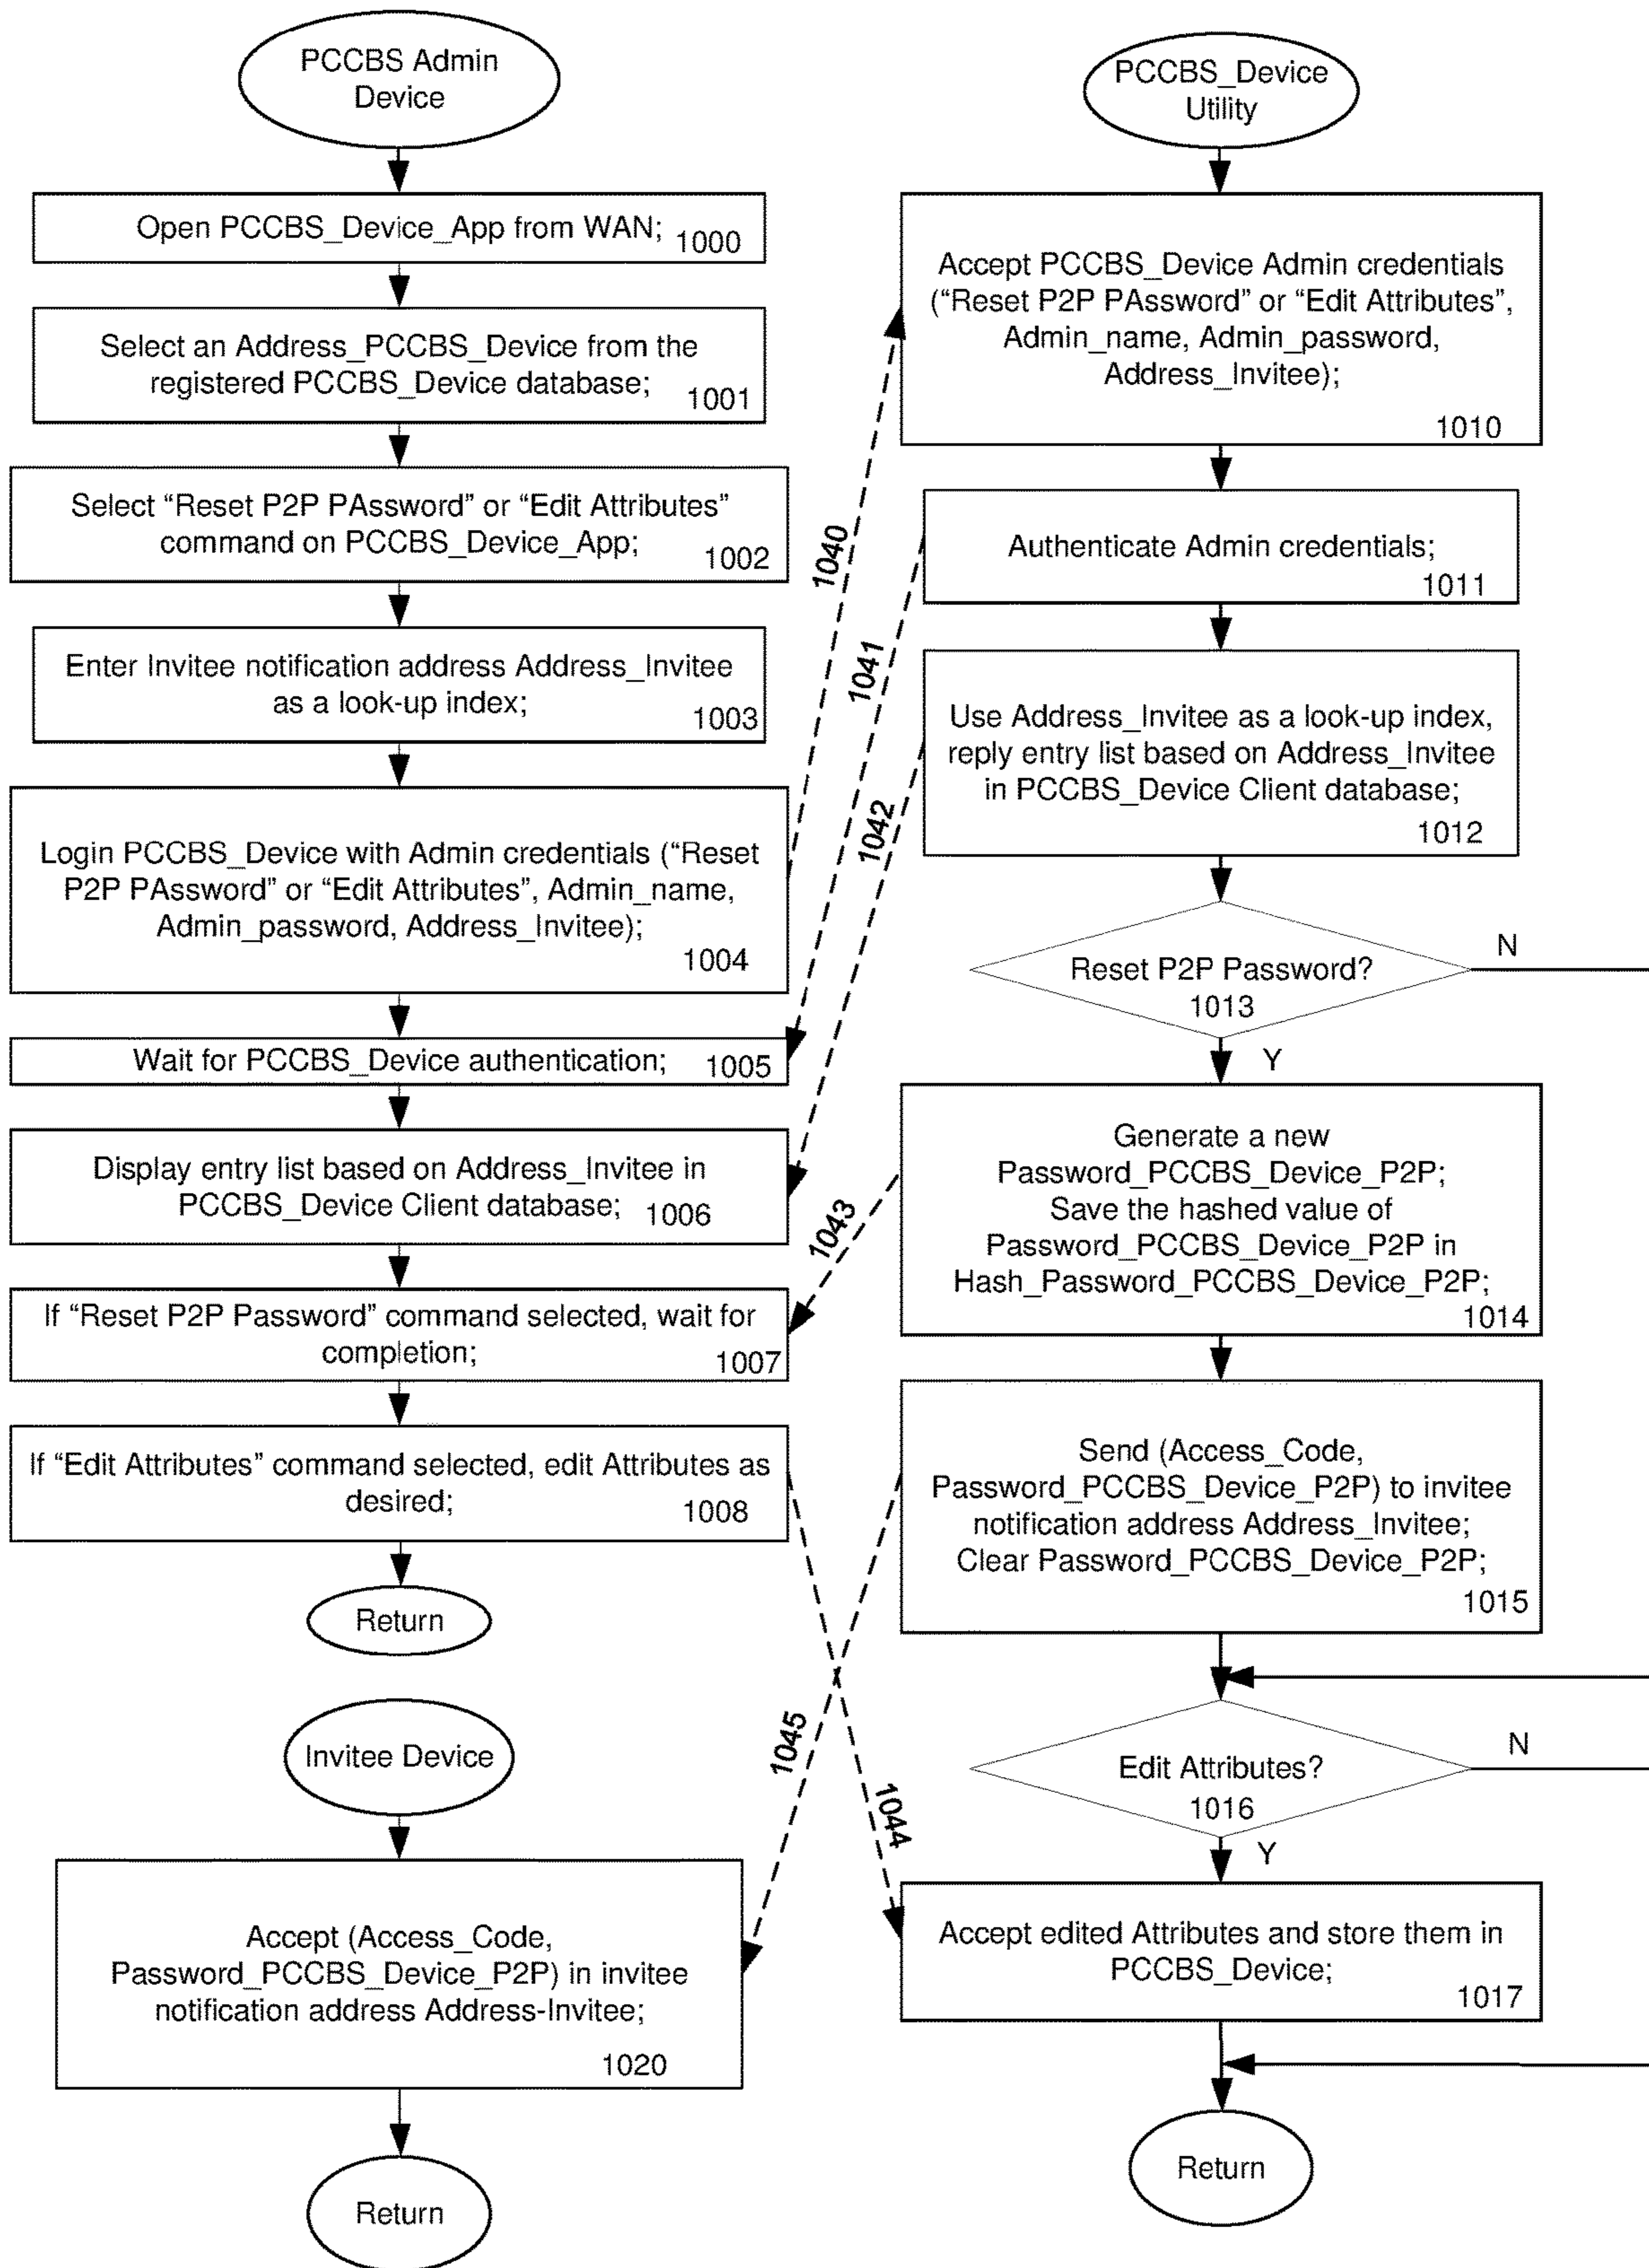 PCCBS Admin
Device
Open PCCBS_Device_App from WAN;
1000
Select an Address_PCCBS_Device from the
registered PCCBS_Device database;
1001
Select “Reset P2P PAssword” or “Edit Attributes”
command on PCCBS_Device_App;
1002
Enter Invitee notification address Address_Invitee
as a look-up index;
1003
Login PCCBS_Device with Admin credentials (“Reset
P2P PAssword” or “Edit Attributes”, Admin_name,
Admin_password, Address_Invitee);
1004
Wait for PCCBS_Device authentication;
1005
Display entry list based on Address_Invitee in
PCCBS_Device Client database;
1006
If “Reset P2P Password” command selected, wait for
completion;
1007
If “Edit Attributes” command selected, edit Attributes as
desired;
1008
Return
Invitee Device
Accept (Access_Code,
Password_PCCBS_Device_P2P) in invitee
notification address Address-Invitee;
1020
Return
1040
1041
1042
1043
1045
1044
PCCBS_Device
Utility
Accept PCCBS_Device Admin credentials
(“Reset P2P PAssword” or “Edit Attributes”,
Admin_name, Admin_password,
Address_Invitee);
1010
Authenticate Admin credentials;
1011
Use Address_Invitee as a look-up index,
reply entry list based on Address_Invitee
in PCCBS_Device Client database;
1012
Reset P2P Password?
1013
N
Y
Generate a new
Password_PCCBS_Device_P2P;
Save the hashed value of
Password_PCCBS_Device_P2P in
Hash_Password_PCCBS_Device_P2P;
1014
Send (Access_Code,
Password_PCCBS_Device_P2P) to invitee
notification address Address_Invitee;
Clear Password_PCCBS_Device_P2P;
1015
Edit Attributes?
1016
N
Y
Accept edited Attributes and store them in
PCCBS_Device;
1017
Return